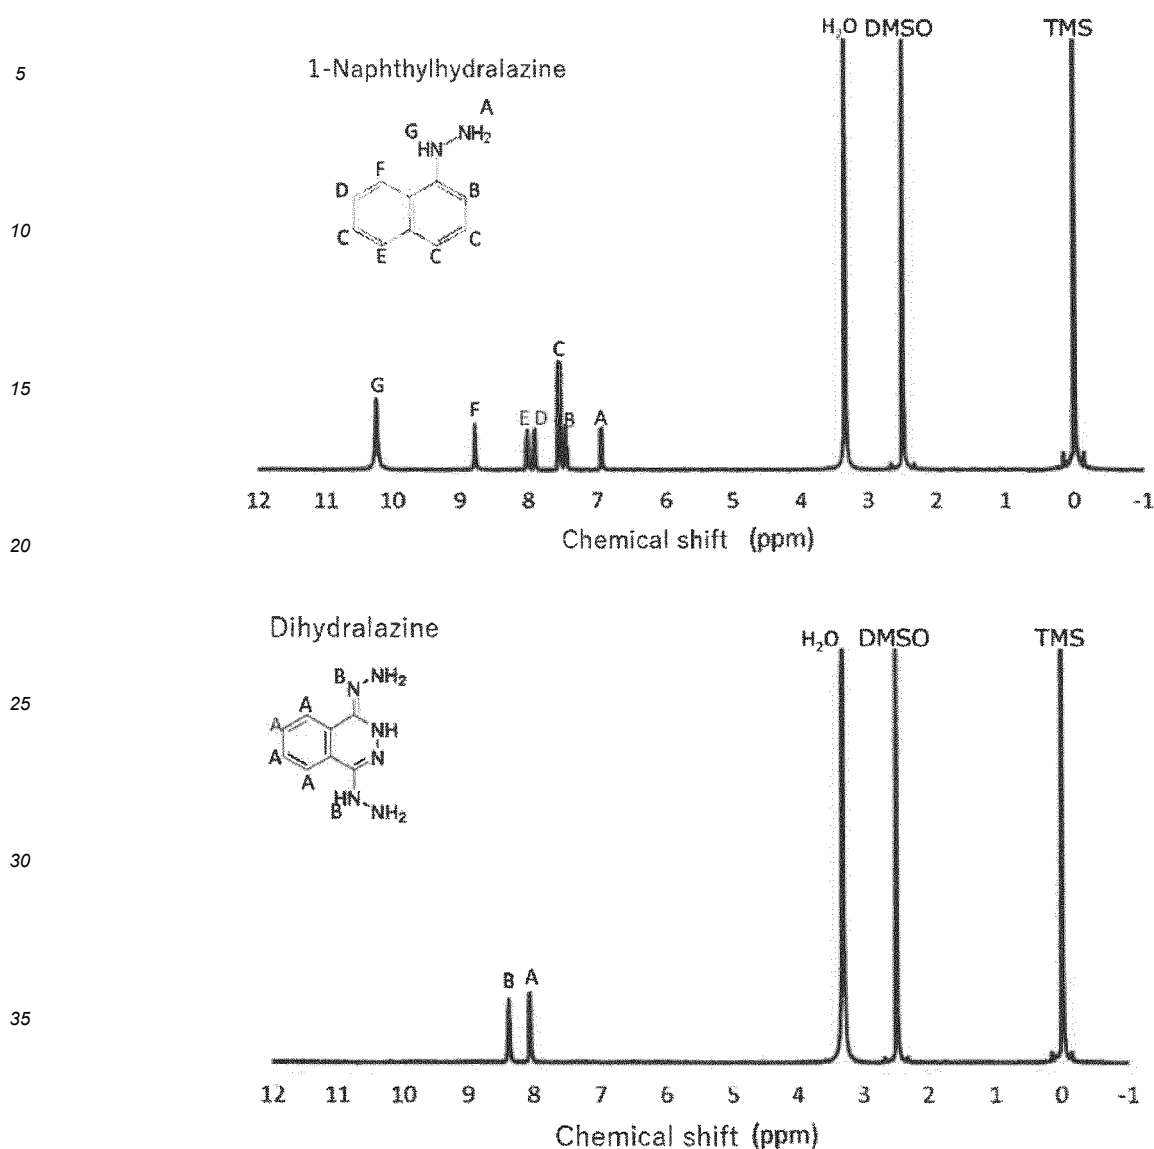 H₂O DMSO TMS
5
1-Naphthylhydralazine
A
G NH₂
HN
F
D B
10
C C
E C
C
15
G
F E D B A
12 11 10 9 8 7 6 5 4 3 2 1 0 -1
Chemical shift (ppm)
20
Dihydralazine
H₂O DMSO TMS
B NH₂
N
25
A
A NH
A N
A
HN
B NH₂
30
B A
35
12 11 10 9 8 7 6 5 4 3 2 1 0 -1
Chemical shift (ppm)